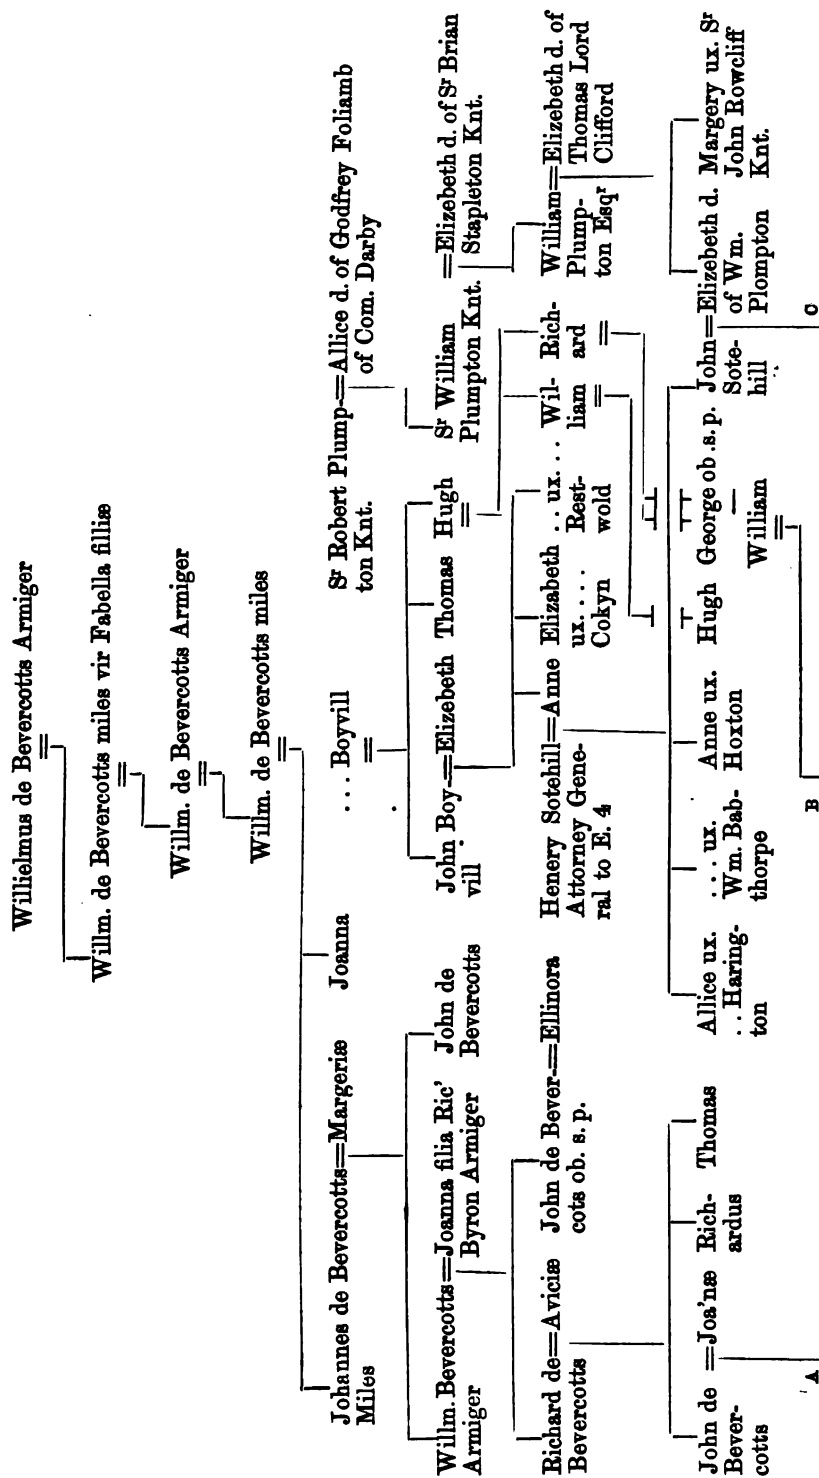 Willielmus de Bevercotts Armiger
Willm. de Bevercotts miles vir Fabella filliæ
Willm. de Bevercotts Armiger
Willm. de Bevercotts miles
Johannes de Bevercotts=Margeriæ
Miles
Joanna
... Boyvill
Sr Robert Plump-=Allice d. of Godfrey Foliamb
ton Knt.
of Com. Darby
Willm. Bevercotts=Joanna filia Ric'
Armiger
Byron Armiger
John de
Bevercotts
John Boy-=Elizebeth
vill
Thomas
Hugh
Sr William
Plumpton Knt.
=Elizebeth d. of Sr Brian
Stapleton Knt.
Richard de=Aviciæ
Bevercotts
John de Bever-=Ellinora
cots ob. s. p.
Henery Sotehill=Anne
Attorney Gene-
ral to E. 4
Elizabeth
ux....
Cokyn
.. ux....
Rest-
wold
Wil-
liam
Rich-
ard
William=Elizebeth d. of
Plump-
ton Esqr
Thomas Lord
Clifford
John de =Joa'næ
Bever-
cotts
Rich-
ardus
Thomas
Allice ux.
.. Haring-
ton
.... ux.
Wm. Bab-
thorpe
Anne ux.
Hoxton
Hugh
George ob. s. p.
William
John=Elizebeth d.
Sote-
hill
of Wm.
Plompton
Margery ux. Sr
John Rowcliff
Knt.
A
B
C